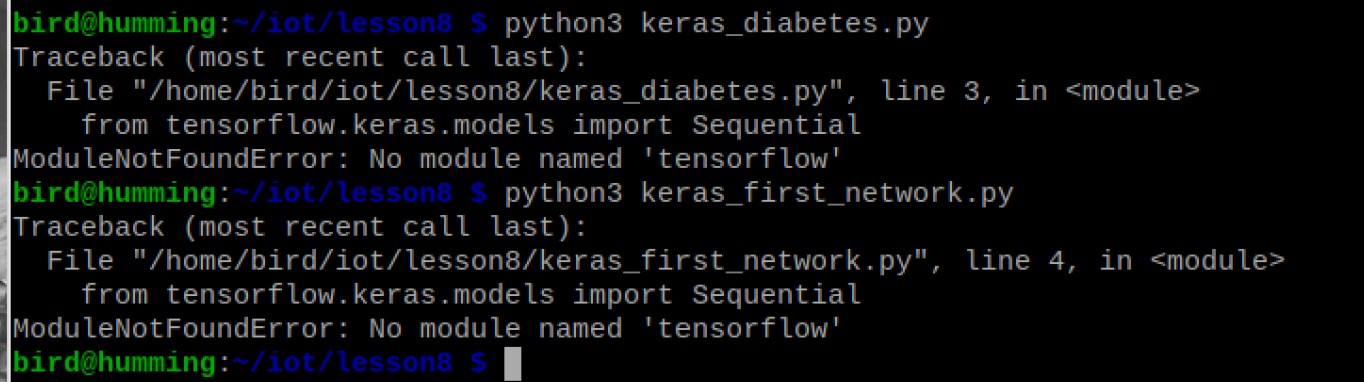 bird@humming:~/iot/lesson8 $ python3 keras_diabetes.py
Traceback (most recent call last):
  File "/home/bird/iot/lesson8/keras_diabetes.py", line 3, in <module>
    from tensorflow.keras.models import Sequential
ModuleNotFoundError: No module named 'tensorflow'
bird@humming:~/iot/lesson8 $ python3 keras_first_network.py
Traceback (most recent call last):
  File "/home/bird/iot/lesson8/keras_first_network.py", line 4, in <module>
    from tensorflow.keras.models import Sequential
ModuleNotFoundError: No module named 'tensorflow'
bird@humming:~/iot/lesson8 $